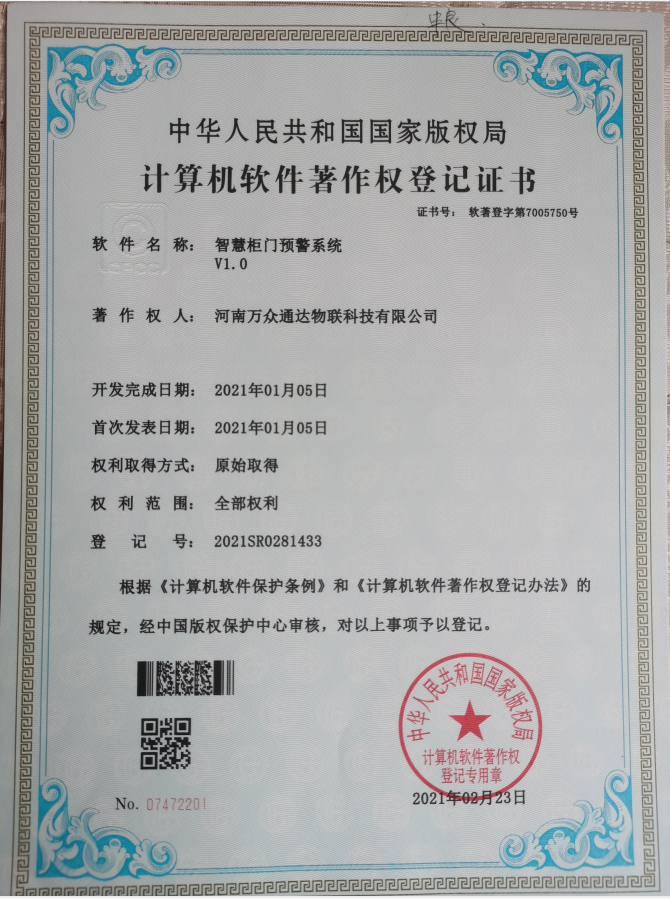 中华人民共和国国家版权局
计算机软件著作权登记证书
证书号： 软著登字第7005750号
软件名称： 智慧柜门预警系统
V1.0
著作权人： 河南万众通达物联科技有限公司
开发完成日期： 2021年01月05日
首次发表日期： 2021年01月05日
权利取得方式： 原始取得
权利范围： 全部权利
登记号： 2021SR0281433
根据《计算机软件保护条例》和《计算机软件著作权登记办法》的
规定，经中国版权保护中心审核，对以上事项予以登记。
中华人民共和国国家版权局
计算机软件著作权
登记专用章
No. 07472201
2021年02月23日